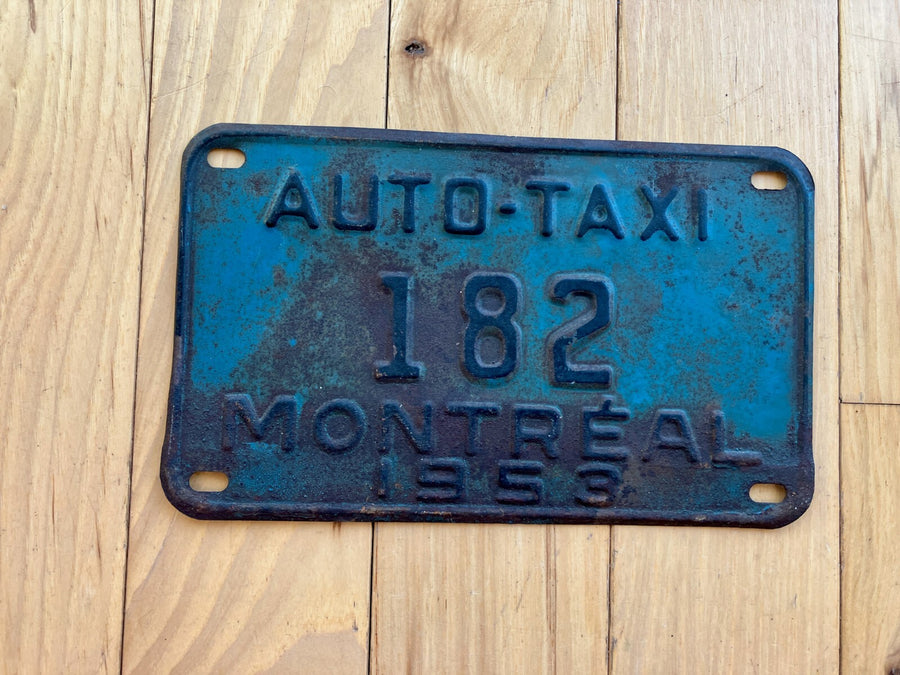 AUTO-TAXI
182
MONTRÉAL
1953